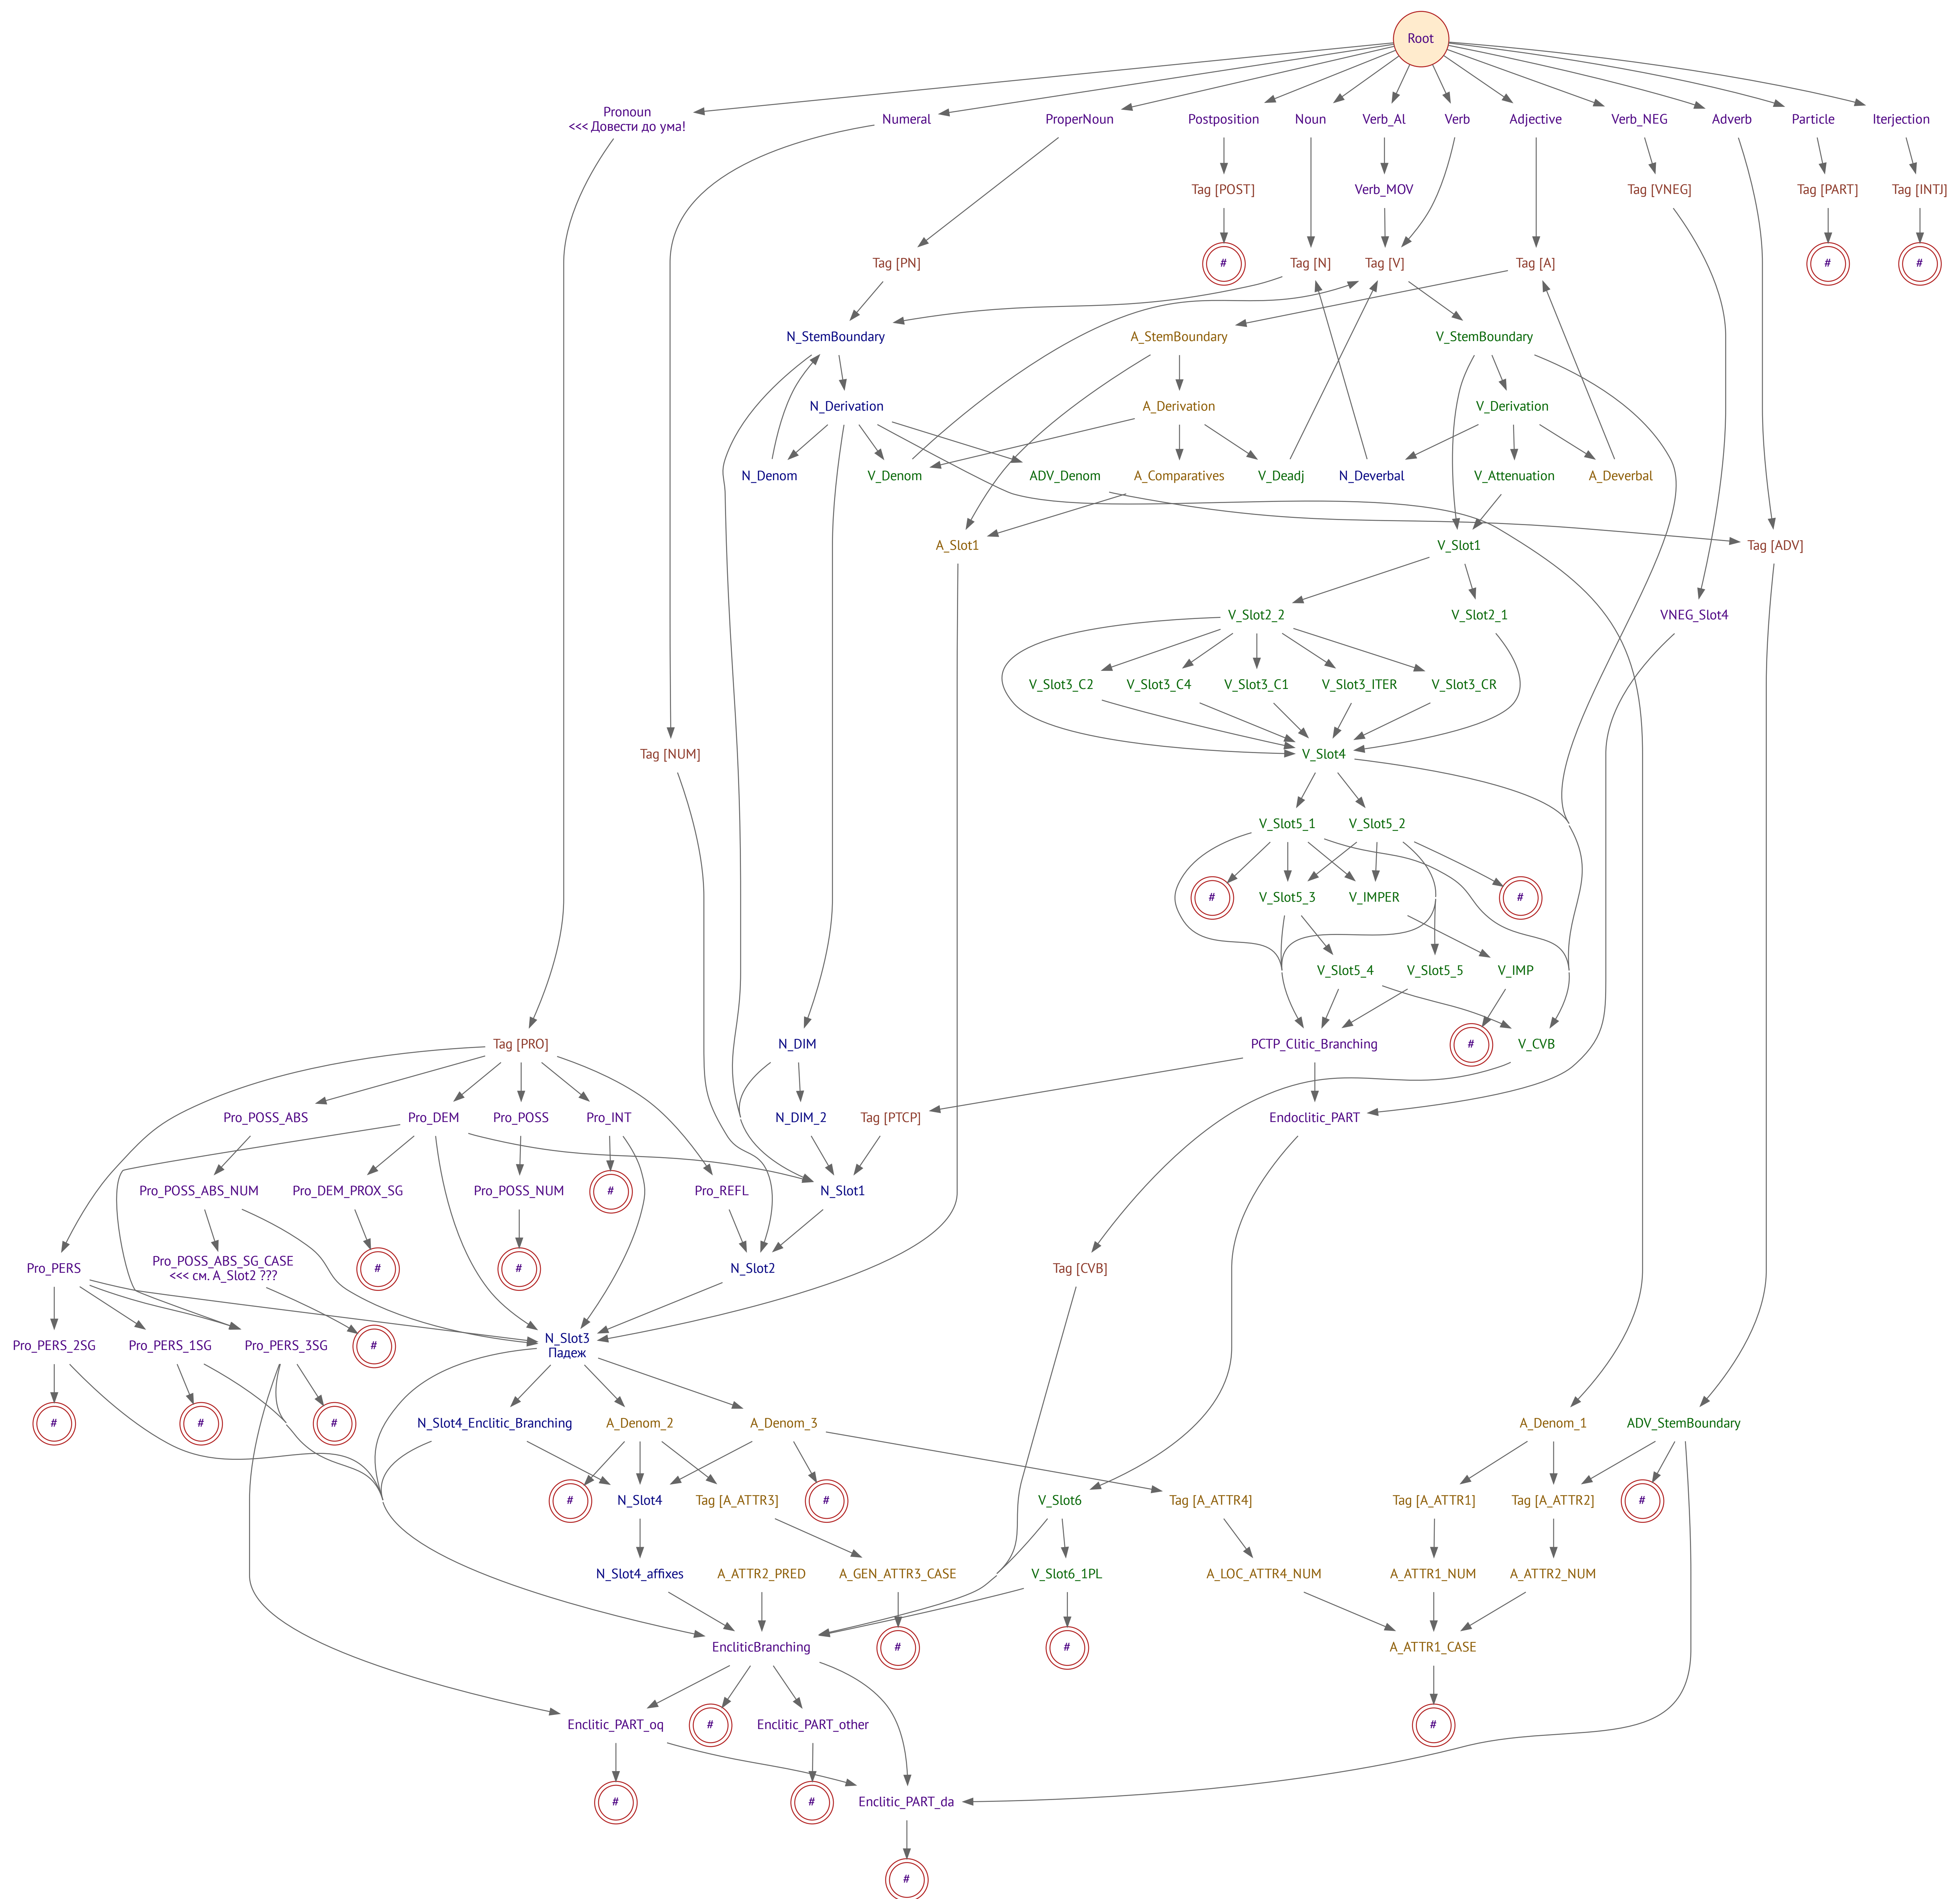 Root
Pronoun
<<< Довести до ума!
Numeral
ProperNoun
Postposition
Noun
Verb_Al
Verb
Adjective
Verb_NEG
Adverb
Particle
Iterjection
Tag [POST]
Verb_MOV
Tag [VNEG]
Tag [PART]
Tag [INTJ]
Tag [PN]
#
Tag [N]
Tag [V]
Tag [A]
#
#
N_StemBoundary
A_StemBoundary
V_StemBoundary
N_Derivation
A_Derivation
V_Derivation
N_Denom
V_Denom
ADV_Denom
A_Comparatives
V_Deadj
N_Deverbal
V_Attenuation
A_Deverbal
A_Slot1
V_Slot1
Tag [ADV]
V_Slot2_2
V_Slot2_1
VNEG_Slot4
V_Slot3_C2
V_Slot3_C4
V_Slot3_C1
V_Slot3_ITER
V_Slot3_CR
Tag [NUM]
V_Slot4
V_Slot5_1
V_Slot5_2
#
V_Slot5_3
V_IMPER
#
V_Slot5_4
V_Slot5_5
V_IMP
Tag [PRO]
N_DIM
PCTP_Clitic_Branching
#
V_CVB
Pro_POSS_ABS
Pro_DEM
Pro_POSS
Pro_INT
N_DIM_2
Tag [PTCP]
Endoclitic_PART
Pro_POSS_ABS_NUM
Pro_DEM_PROX_SG
Pro_POSS_NUM
#
Pro_REFL
N_Slot1
Pro_PERS
Pro_POSS_ABS_SG_CASE
<<< см. A_Slot2 ???
#
#
N_Slot2
Tag [CVB]
Pro_PERS_2SG
Pro_PERS_1SG
Pro_PERS_3SG
#
N_Slot3
Падеж
#
#
#
N_Slot4_Enclitic_Branching
A_Denom_2
A_Denom_3
A_Denom_1
ADV_StemBoundary
#
N_Slot4
Tag [A_ATTR3]
#
V_Slot6
Tag [A_ATTR4]
Tag [A_ATTR1]
Tag [A_ATTR2]
#
N_Slot4_affixes
A_ATTR2_PRED
A_GEN_ATTR3_CASE
V_Slot6_1PL
A_LOC_ATTR4_NUM
A_ATTR1_NUM
A_ATTR2_NUM
EncliticBranching
#
#
A_ATTR1_CASE
Enclitic_PART_oq
#
Enclitic_PART_other
#
#
#
Enclitic_PART_da
#